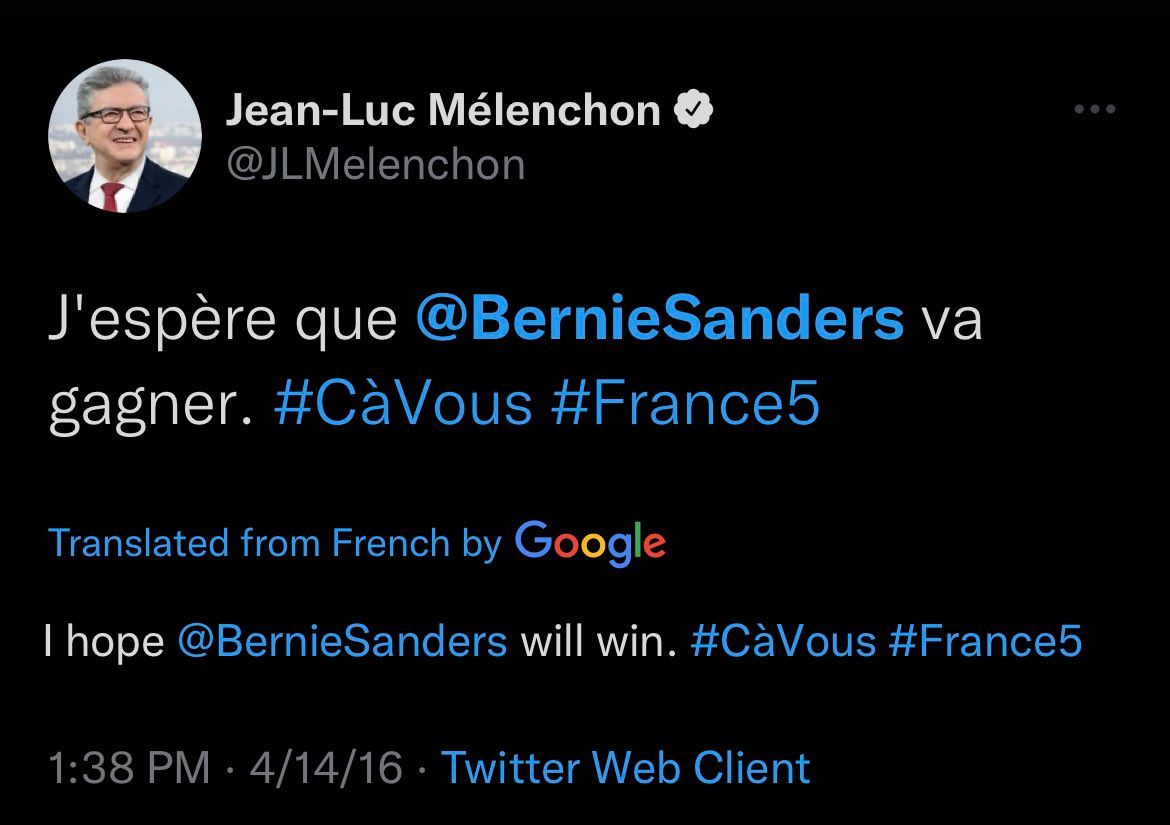 Jean-Luc Mélenchon
@JLMelenchon
J'espère que @BernieSanders va
gagner. #CàVous #France5
Translated from French by Google
I hope @BernieSanders will win. #CàVous #France5
1:38 PM · 4/14/16 · Twitter Web Client